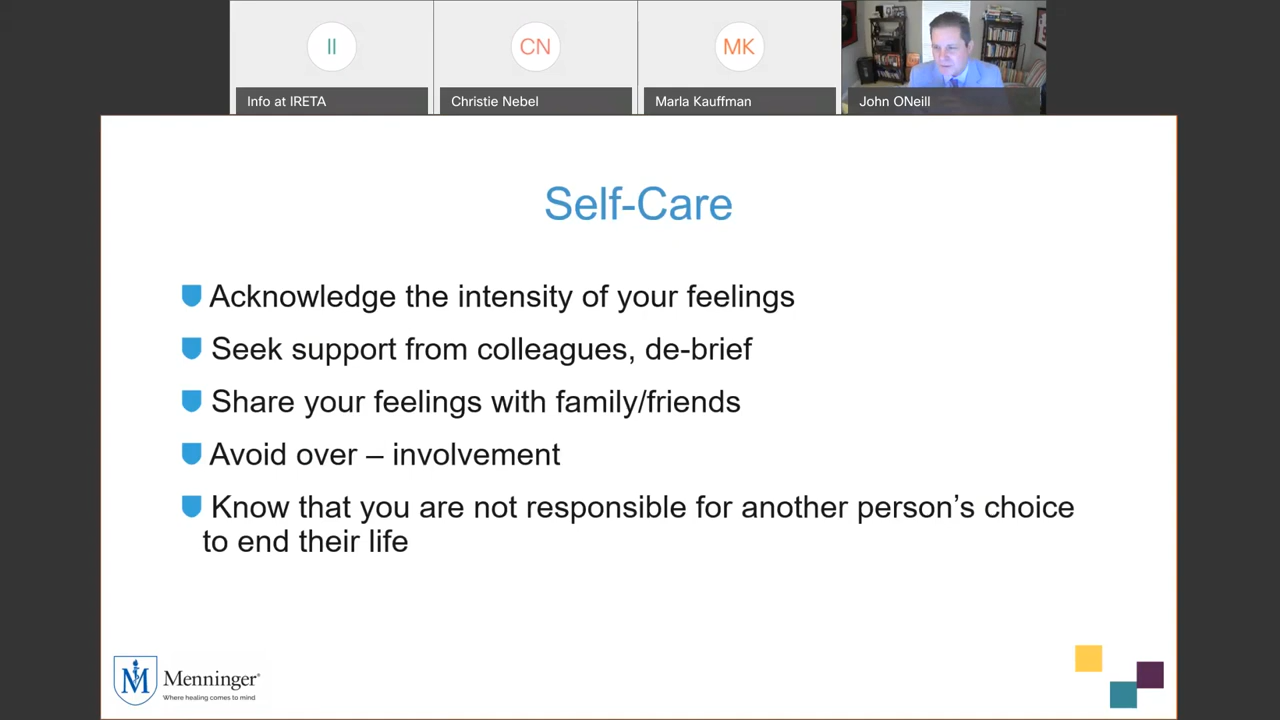 II
CN
MK
Info at IRETA
Christie Nebel
Marla Kauffman
John ONeill
Self-Care
Acknowledge the intensity of your feelings
Seek support from colleagues, de-brief
Share your feelings with family/friends
Avoid over – involvement
Know that you are not responsible for another person’s choice
to end their life
M
Menninger®
Where healing comes to mind